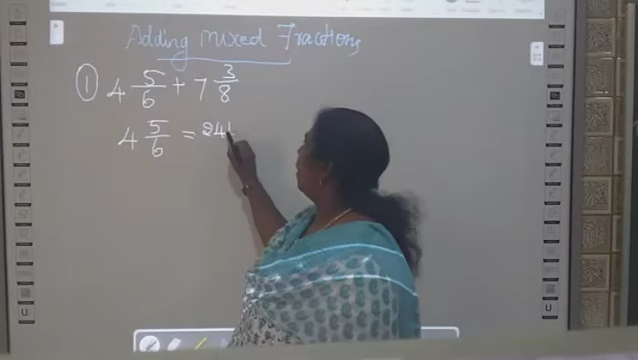 Adding mixed Fractions
① 4 5/6 + 7 3/8
4 5/6 = 24